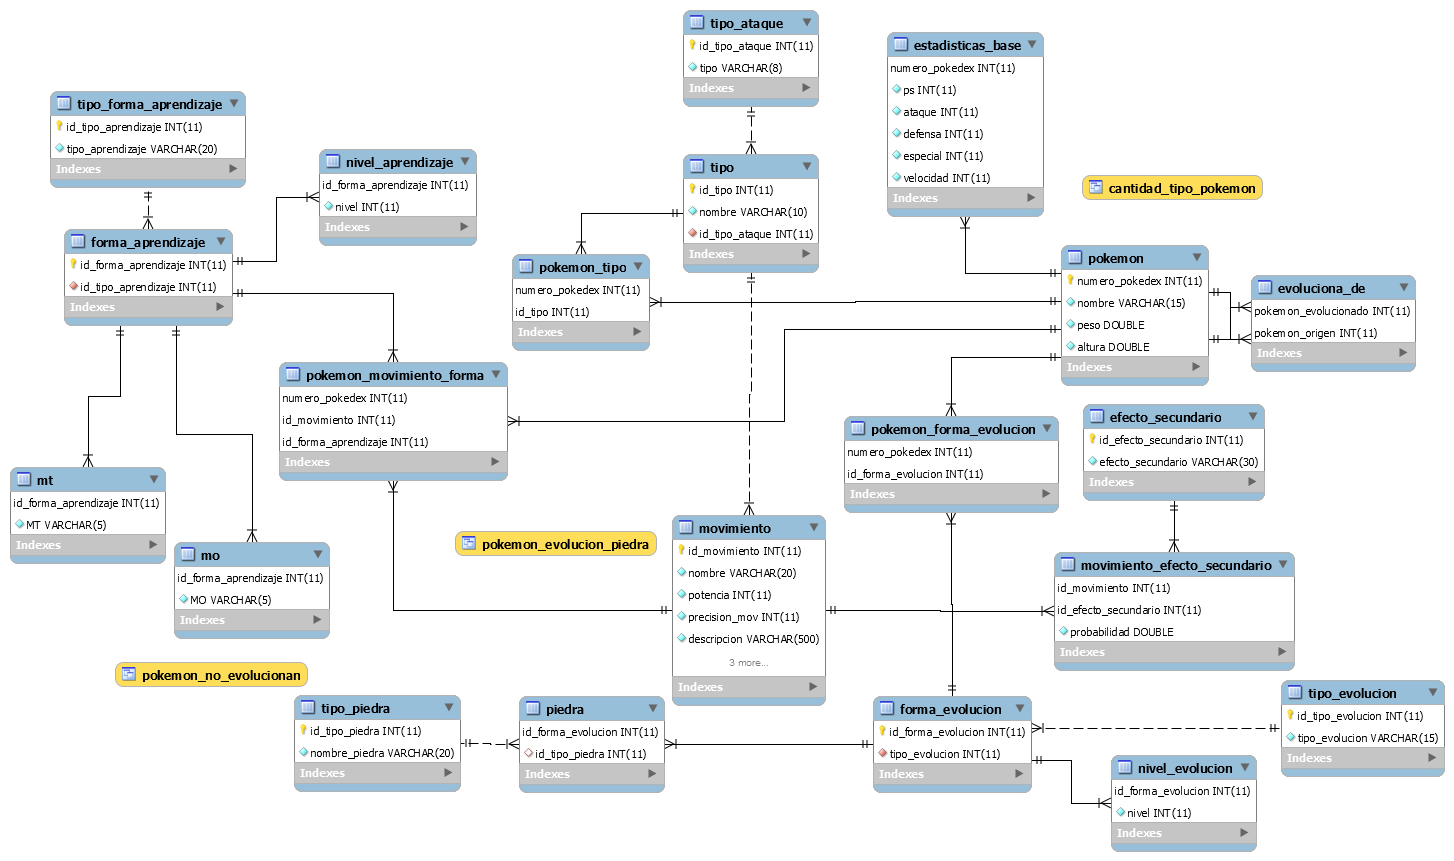 tipo_ataque
id_tipo_ataque INT(11)
tipo VARCHAR(8)
Indexes
estadisticas_base
numero_pokedex INT(11)
ps INT(11)
ataque INT(11)
defensa INT(11)
especial INT(11)
velocidad INT(11)
Indexes
tipo_forma_aprendizaje
id_tipo_aprendizaje INT(11)
tipo_aprendizaje VARCHAR(20)
Indexes
nivel_aprendizaje
id_forma_aprendizaje INT(11)
nivel INT(11)
Indexes
tipo
id_tipo INT(11)
nombre VARCHAR(10)
id_tipo_ataque INT(11)
Indexes
cantidad_tipo_pokemon
forma_aprendizaje
id_forma_aprendizaje INT(11)
id_tipo_aprendizaje INT(11)
Indexes
pokemon_tipo
numero_pokedex INT(11)
id_tipo INT(11)
Indexes
pokemon
numero_pokedex INT(11)
nombre VARCHAR(15)
peso DOUBLE
altura DOUBLE
Indexes
evoluciona_de
pokemon_evolucionado INT(11)
pokemon_origen INT(11)
Indexes
pokemon_movimiento_forma
numero_pokedex INT(11)
id_movimiento INT(11)
id_forma_aprendizaje INT(11)
Indexes
pokemon_forma_evolucion
numero_pokedex INT(11)
id_forma_evolucion INT(11)
Indexes
efecto_secundario
id_efecto_secundario INT(11)
efecto_secundario VARCHAR(30)
Indexes
mt
id_forma_aprendizaje INT(11)
MT VARCHAR(5)
Indexes
mo
id_forma_aprendizaje INT(11)
MO VARCHAR(5)
Indexes
pokemon_evolucion_piedra
movimiento
id_movimiento INT(11)
nombre VARCHAR(20)
potencia INT(11)
precision_mov INT(11)
descripcion VARCHAR(500)
3 more...
Indexes
movimiento_efecto_secundario
id_movimiento INT(11)
id_efecto_secundario INT(11)
probabilidad DOUBLE
Indexes
pokemon_no_evolucionan
tipo_piedra
id_tipo_piedra INT(11)
nombre_piedra VARCHAR(20)
Indexes
piedra
id_forma_evolucion INT(11)
id_tipo_piedra INT(11)
Indexes
forma_evolucion
id_forma_evolucion INT(11)
tipo_evolucion INT(11)
Indexes
tipo_evolucion
id_tipo_evolucion INT(11)
tipo_evolucion VARCHAR(15)
Indexes
nivel_evolucion
id_forma_evolucion INT(11)
nivel INT(11)
Indexes